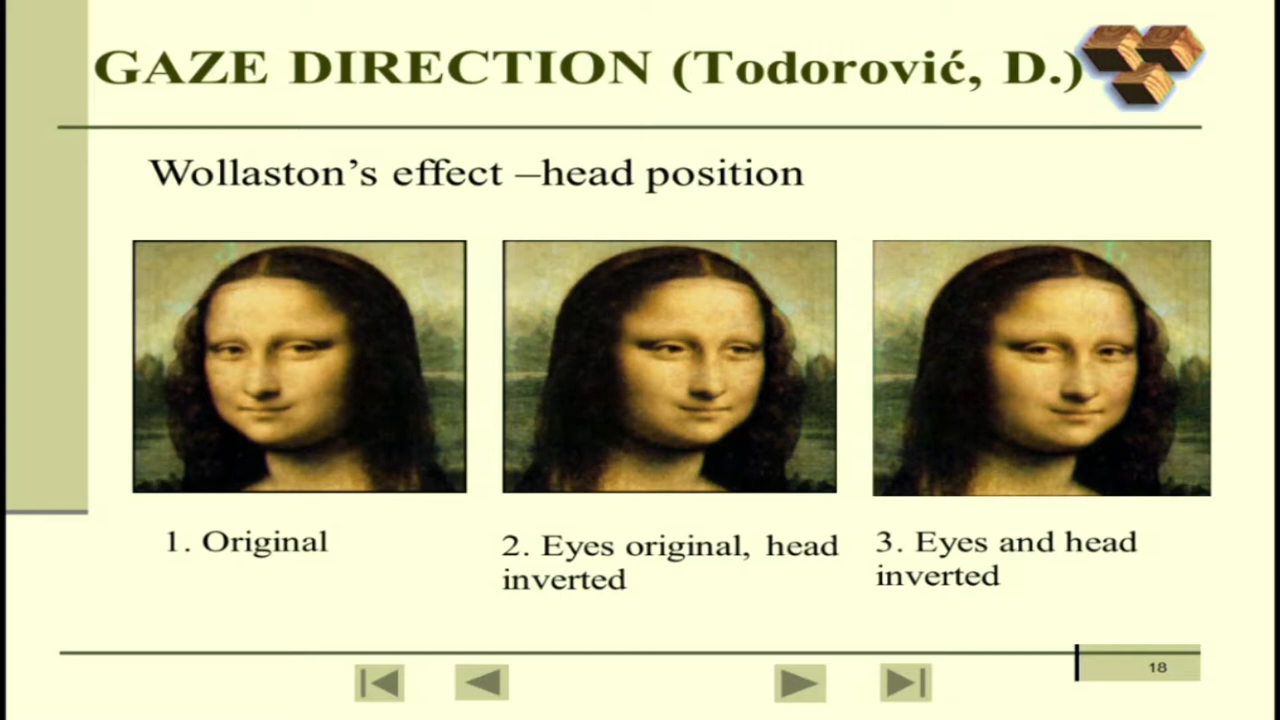 GAZE DIRECTION (Todorović, D.)
Wollaston’s effect –head position
1. Original
2. Eyes original, head
inverted
3. Eyes and head
inverted
18